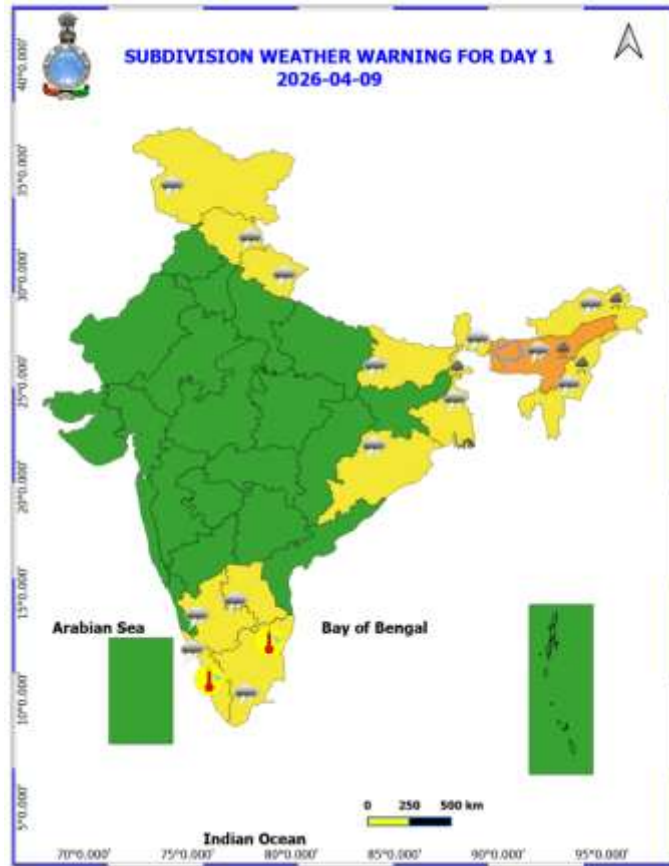 SUBDIVISION WEATHER WARNING FOR DAY 1
2026-04-09
40°0.000'
35°0.000'
30°0.000'
25°0.000'
20°0.000'
15°0.000'
10°0.000'
5°0.000'
Arabian Sea
Bay of Bengal
0 250 500 km
Indian Ocean
70°0.000' 75°0.000' 80°0.000' 85°0.000' 90°0.000' 95°0.000'